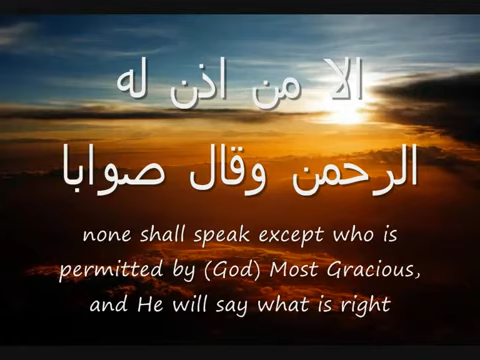 الا من اذن له
الرحمن وقال صوابا
none shall speak except who is
permitted by (God) Most Gracious,
and He will say what is right